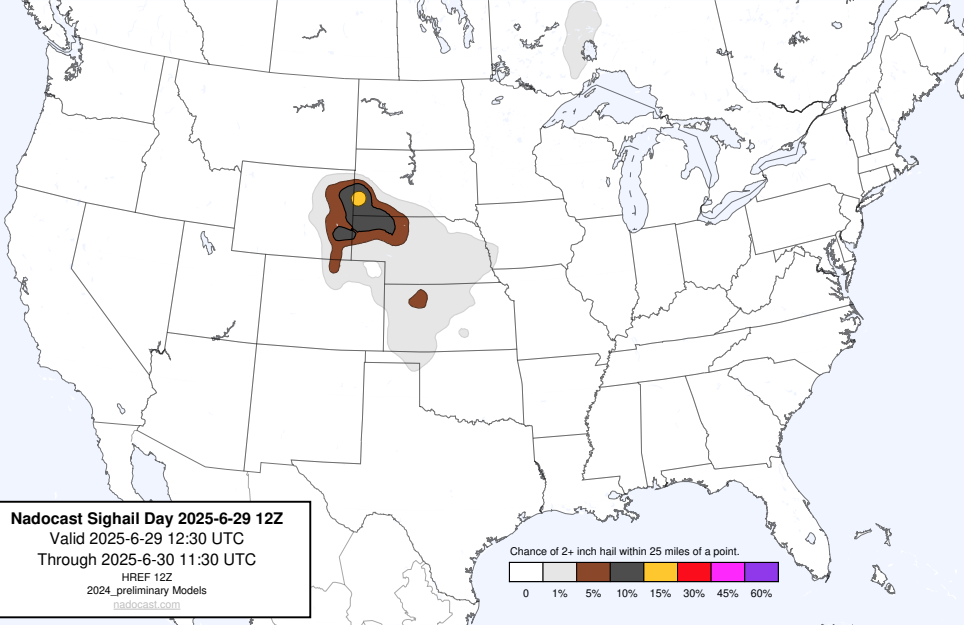 Nadocast Sighail Day 2025-6-29 12Z
Valid 2025-6-29 12:30 UTC
Through 2025-6-30 11:30 UTC
HREF 12Z
2024_preliminary Models
nadocast.com
Chance of 2+ inch hail within 25 miles of a point.
0 1% 5% 10% 15% 30% 45% 60%